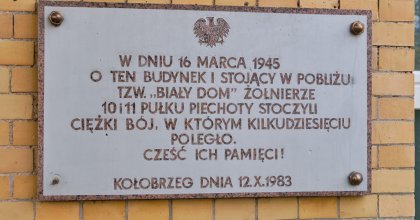 W DNIU 16 MARCA 1945
O TEN BUDYNEK I STOJĄCY W POBLIŻU
TZW. „BIAŁY DOM” ŻOŁNIERZE
10 I 11 PUŁKU PIECHOTY STOCZYLI
CIĘŻKI BÓJ, W KTÓRYM KILKUDZIESIĘCIU
POLEGŁO.
CZEŚĆ ICH PAMIĘCI!
KOŁOBRZEG DNIA 12.X.1983